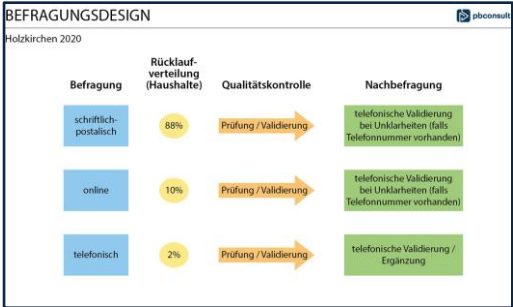 BEFRAGUNGSDESIGN
pbconsult
Holzkirchen 2020
Befragung
Rücklauf-
verteilung
(Haushalte)
Qualitätskontrolle
Nachbefragung
schriftlich-
postalisch
88%
Prüfung / Validierung
telefonische Validierung
bei Unklarheiten (falls
Telefonnummer vorhanden)
online
10%
Prüfung / Validierung
telefonische Validierung
bei Unklarheiten (falls
Telefonnummer vorhanden)
telefonisch
2%
Prüfung / Validierung
telefonische Validierung /
Ergänzung